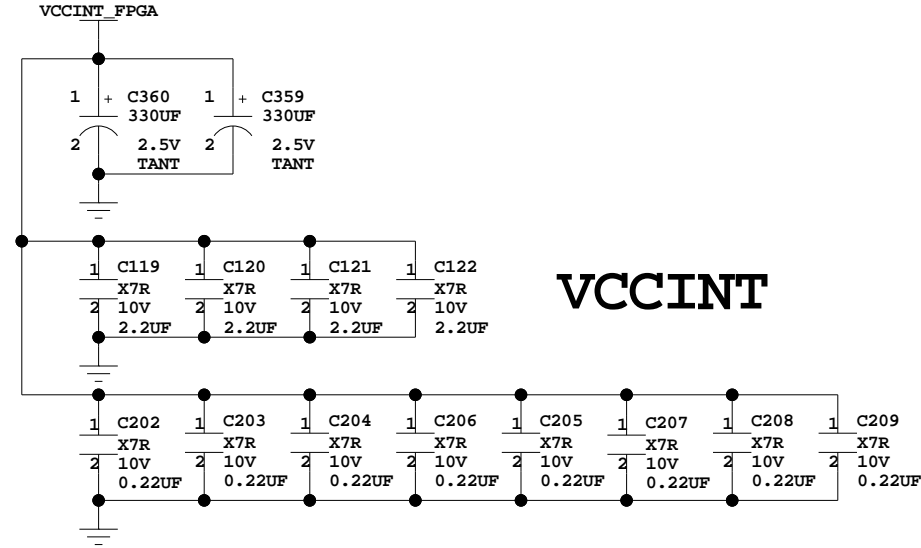 VCCINT_FPGA
1 + C360 1 + C359
330UF 330UF
2 2.5V 2 2.5V
TANT TANT
1 C119 1 C120 1 C121 1 C122
X7R X7R X7R X7R
2 10V 2 10V 2 10V 2 10V
2.2UF 2.2UF 2.2UF 2.2UF
VCCINT
1 C202 1 C203 1 C204 1 C206 1 C205 1 C207 1 C208 1 C209
X7R X7R X7R X7R X7R X7R X7R X7R
2 10V 2 10V 2 10V 2 10V 2 10V 2 10V 2 10V 2 10V
0.22UF 0.22UF 0.22UF 0.22UF 0.22UF 0.22UF 0.22UF 0.22UF